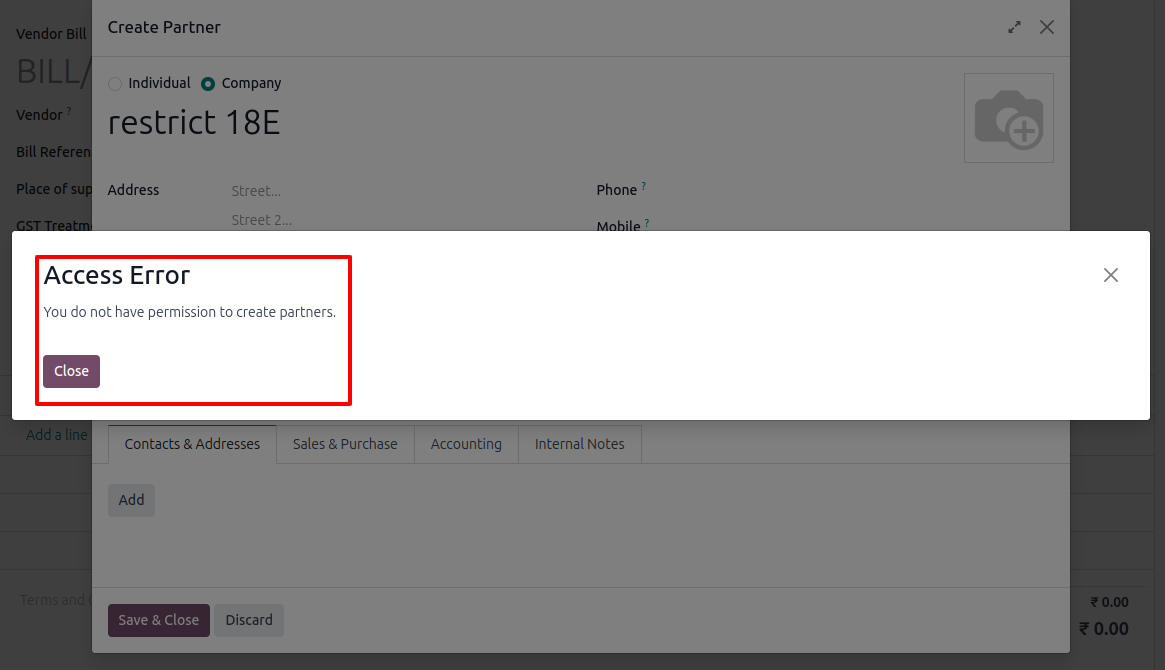 Vendor Bill
Create Partner
BILL/
Individual Company
restrict 18E
Vendor ?
Bill Referen
Place of sup
Address Street...
Phone ?
Street 2...
GST Treatm
Mobile ?
Access Error
You do not have permission to create partners.
Close
Add a line
Contacts & Addresses Sales & Purchase Accounting Internal Notes
Add
Terms and
Save & Close Discard
₹ 0.00
₹ 0.00